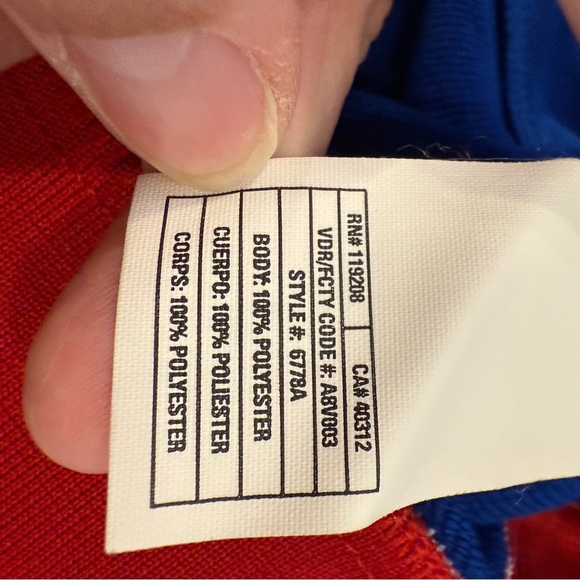 RN# 119208 CA# 40312
VDR/FCTY CODE #: A8V003
STYLE #: 6778A
BODY: 100% POLYESTER
CUERPO: 100% POLIESTER
CORPS: 100% POLYESTER